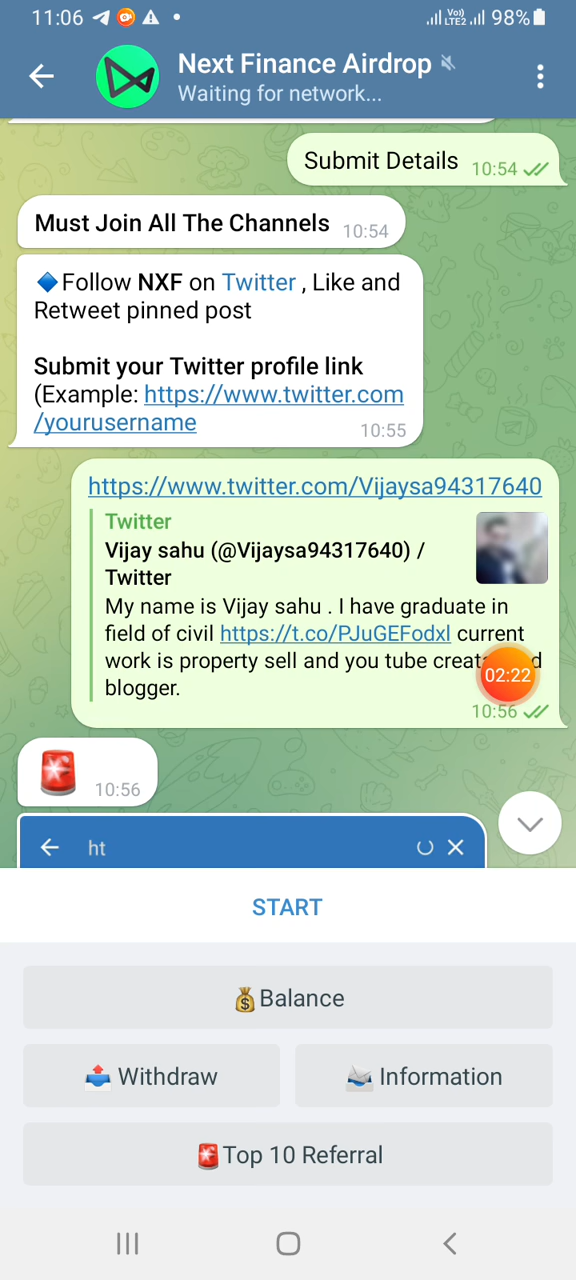 11:06 Vo)) LTE2 98%
Next Finance Airdrop
Waiting for network...
Submit Details 10:54
Must Join All The Channels 10:54
🔷Follow NXF on Twitter , Like and
Retweet pinned post
Submit your Twitter profile link
(Example: https://www.twitter.com
/yourusername 10:55
https://www.twitter.com/Vijaysa94317640
Twitter
Vijay sahu (@Vijaysa94317640) /
Twitter
My name is Vijay sahu . I have graduate in
field of civil https://t.co/PJuGEFodxl current
work is property sell and you tube
blogger.
02:22
10:56
🚨 10:56
ht
START
💰Balance
📤 Withdraw
📨 Information
🚨Top 10 Referral